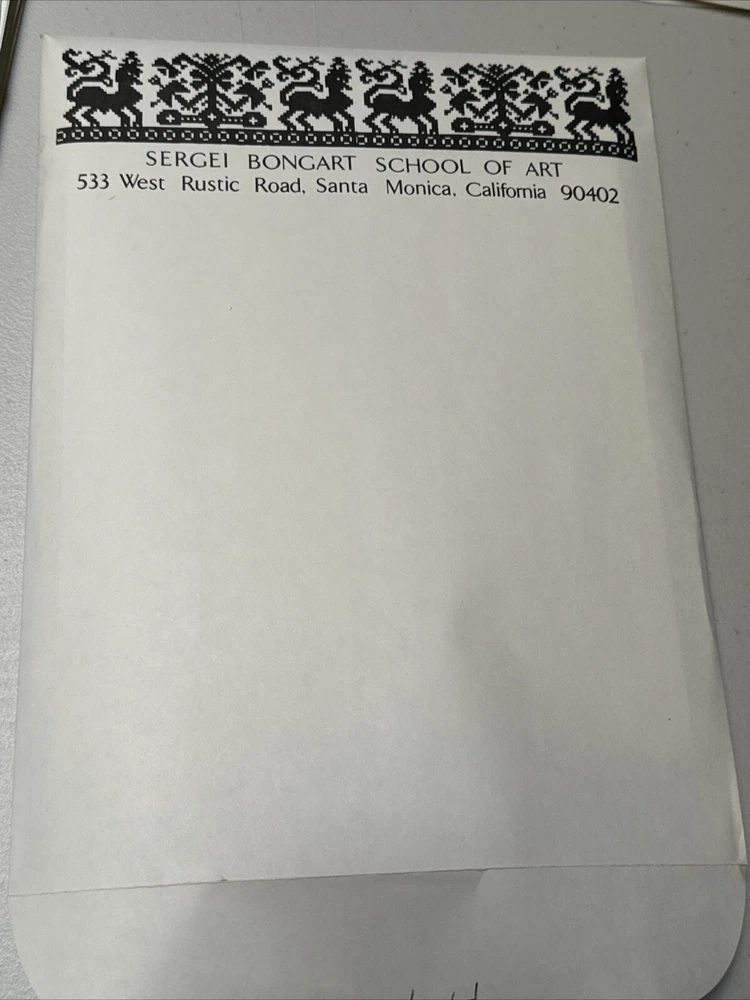 SERGEI BONGART SCHOOL OF ART
533 West Rustic Road, Santa Monica, California 90402